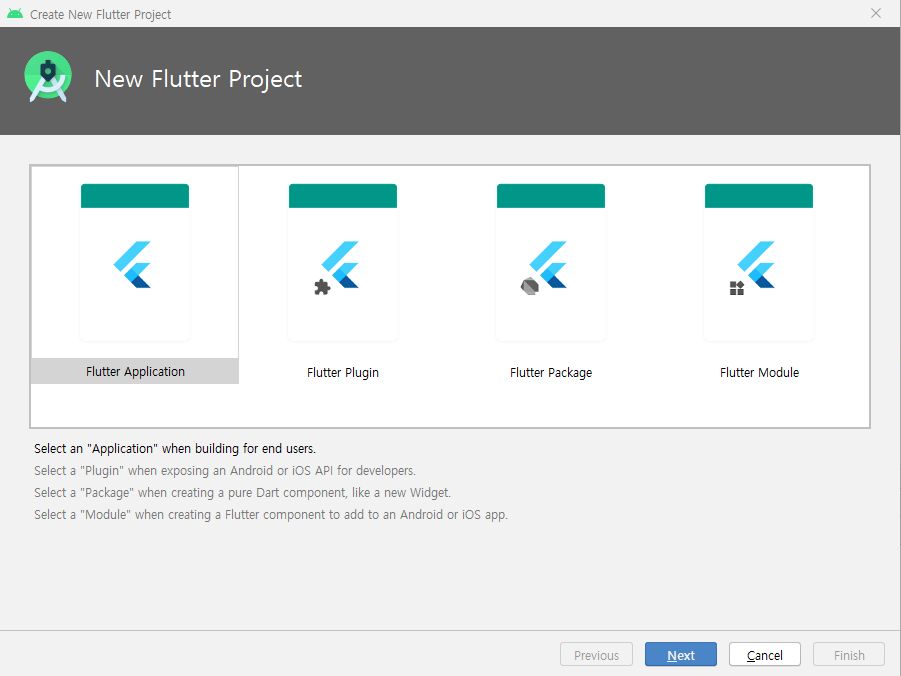 Create New Flutter Project
New Flutter Project
Flutter Application
Flutter Plugin
Flutter Package
Flutter Module
Select an "Application" when building for end users.
Select a "Plugin" when exposing an Android or iOS API for developers.
Select a "Package" when creating a pure Dart component, like a new Widget.
Select a "Module" when creating a Flutter component to add to an Android or iOS app.
Previous
Next
Cancel
Finish